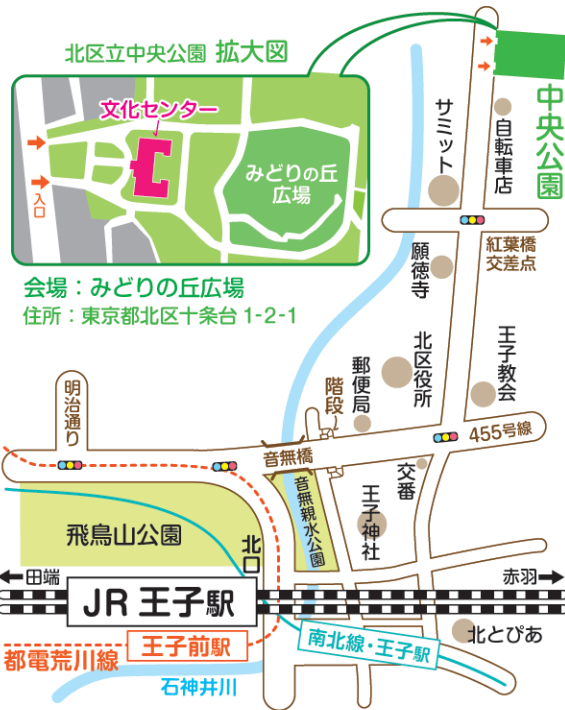 北区立中央公園 拡大図
文化センター
みどりの丘
広場
入口
会場：みどりの丘広場
住所：東京都北区十条台1-2-1
中央公園
自転車店
サミット
紅葉橋
交差点
願徳寺
北区役所
王子教会
郵便局
階段
明治通り
455号線
音無橋
交番
音無親水公園
王子神社
飛鳥山公園
北口
田端
赤羽
JR 王子駅
王子前駅
都電荒川線
南北線・王子駅
北とぴあ
石神井川